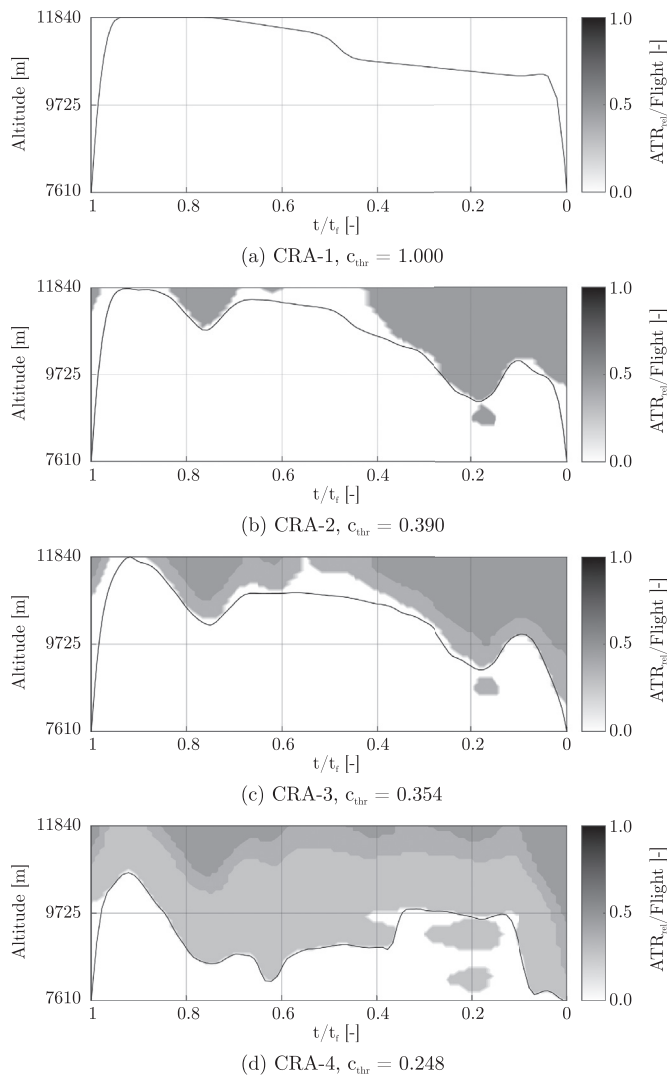 11840
9725
7610
Altitude [m]
1 0.8 0.6 0.4 0.2 0
t/t_f [-]
1.0
0.5
0.0
ATR_rel/Flight [-]
(a) CRA-1, c_thr = 1.000
11840
9725
7610
Altitude [m]
1 0.8 0.6 0.4 0.2 0
t/t_f [-]
1.0
0.5
0.0
ATR_rel/Flight [-]
(b) CRA-2, c_thr = 0.390
11840
9725
7610
Altitude [m]
1 0.8 0.6 0.4 0.2 0
t/t_f [-]
1.0
0.5
0.0
ATR_rel/Flight [-]
(c) CRA-3, c_thr = 0.354
11840
9725
7610
Altitude [m]
1 0.8 0.6 0.4 0.2 0
t/t_f [-]
1.0
0.5
0.0
ATR_rel/Flight [-]
(d) CRA-4, c_thr = 0.248